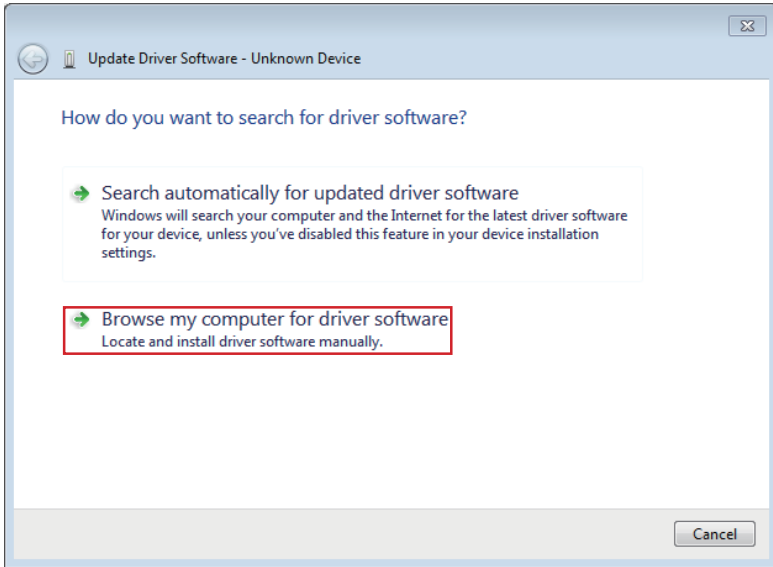 Update Driver Software - Unknown Device
How do you want to search for driver software?
Search automatically for updated driver software
Windows will search your computer and the Internet for the latest driver software
for your device, unless you've disabled this feature in your device installation
settings.
Browse my computer for driver software
Locate and install driver software manually.
Cancel